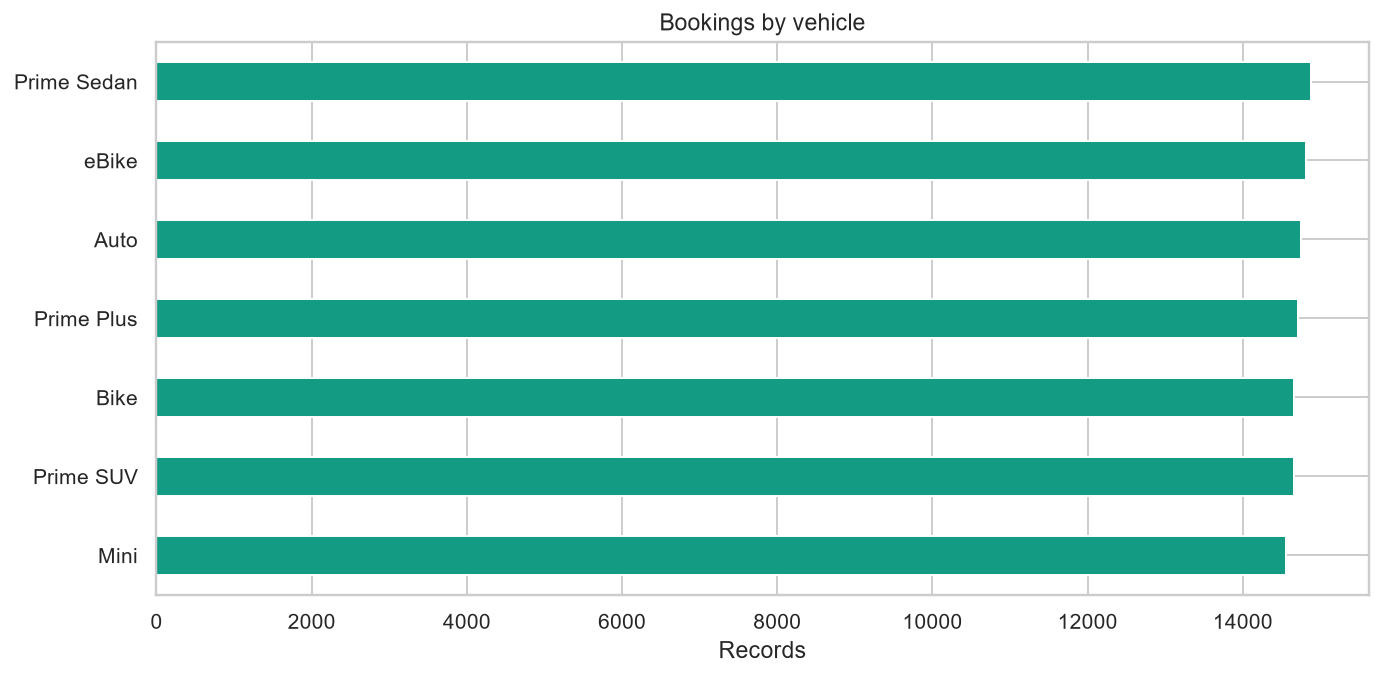 Bookings by vehicle
Prime Sedan
eBike
Auto
Prime Plus
Bike
Prime SUV
Mini
0 2000 4000 6000 8000 10000 12000 14000
Records